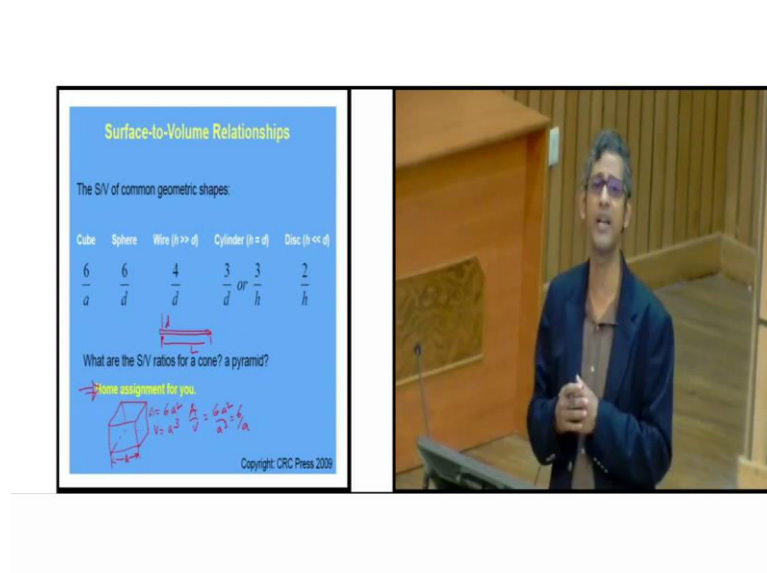 Surface-to-Volume Relationships
The S/V of common geometric shapes:
Cube Sphere Wire (h >> d) Cylinder (h = d) Disc (h << d)
6/a 6/d 4/d 3/d or 3/h 2/h
d
L
What are the S/V ratios for a cone? a pyramid?
Home assignment for you.
= 6a² A/V = 6a²/a³ = 6/a
V = a³
a
Copyright: CRC Press 2009